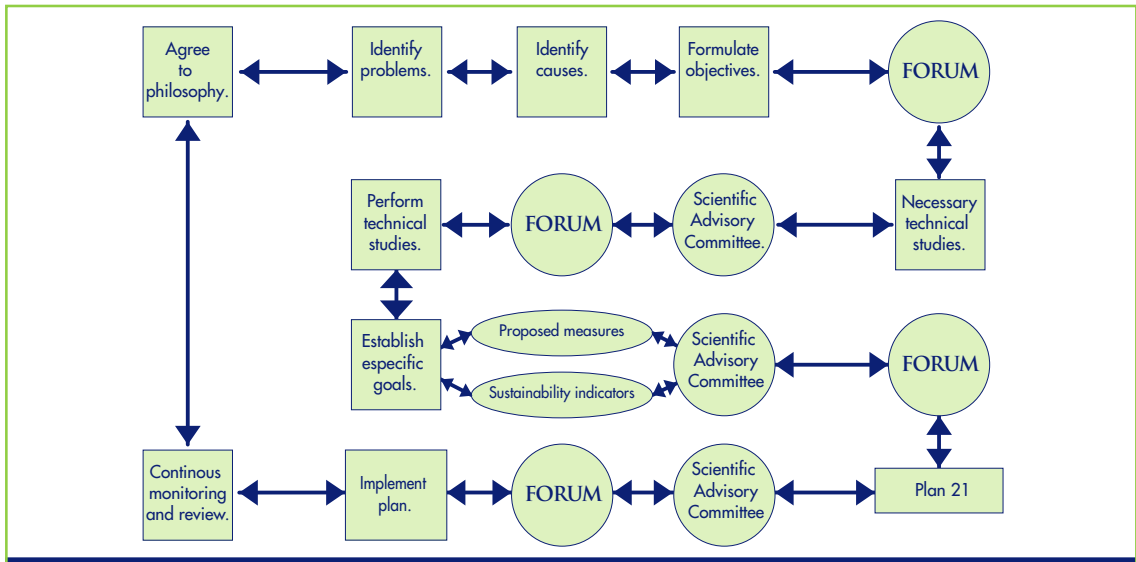 Agree
to
philosophy.
Identify
problems.
Identify
causes.
Formulate
objectives.
FORUM
Perform
technical
studies.
FORUM
Scientific
Advisory
Committee.
Necessary
technical
studies.
Establish
especific
goals.
Proposed measures
Sustainability indicators
Scientific
Advisory
Committee
FORUM
Continous
monitoring
and review.
Implement
plan.
FORUM
Scientific
Advisory
Committee
Plan 21